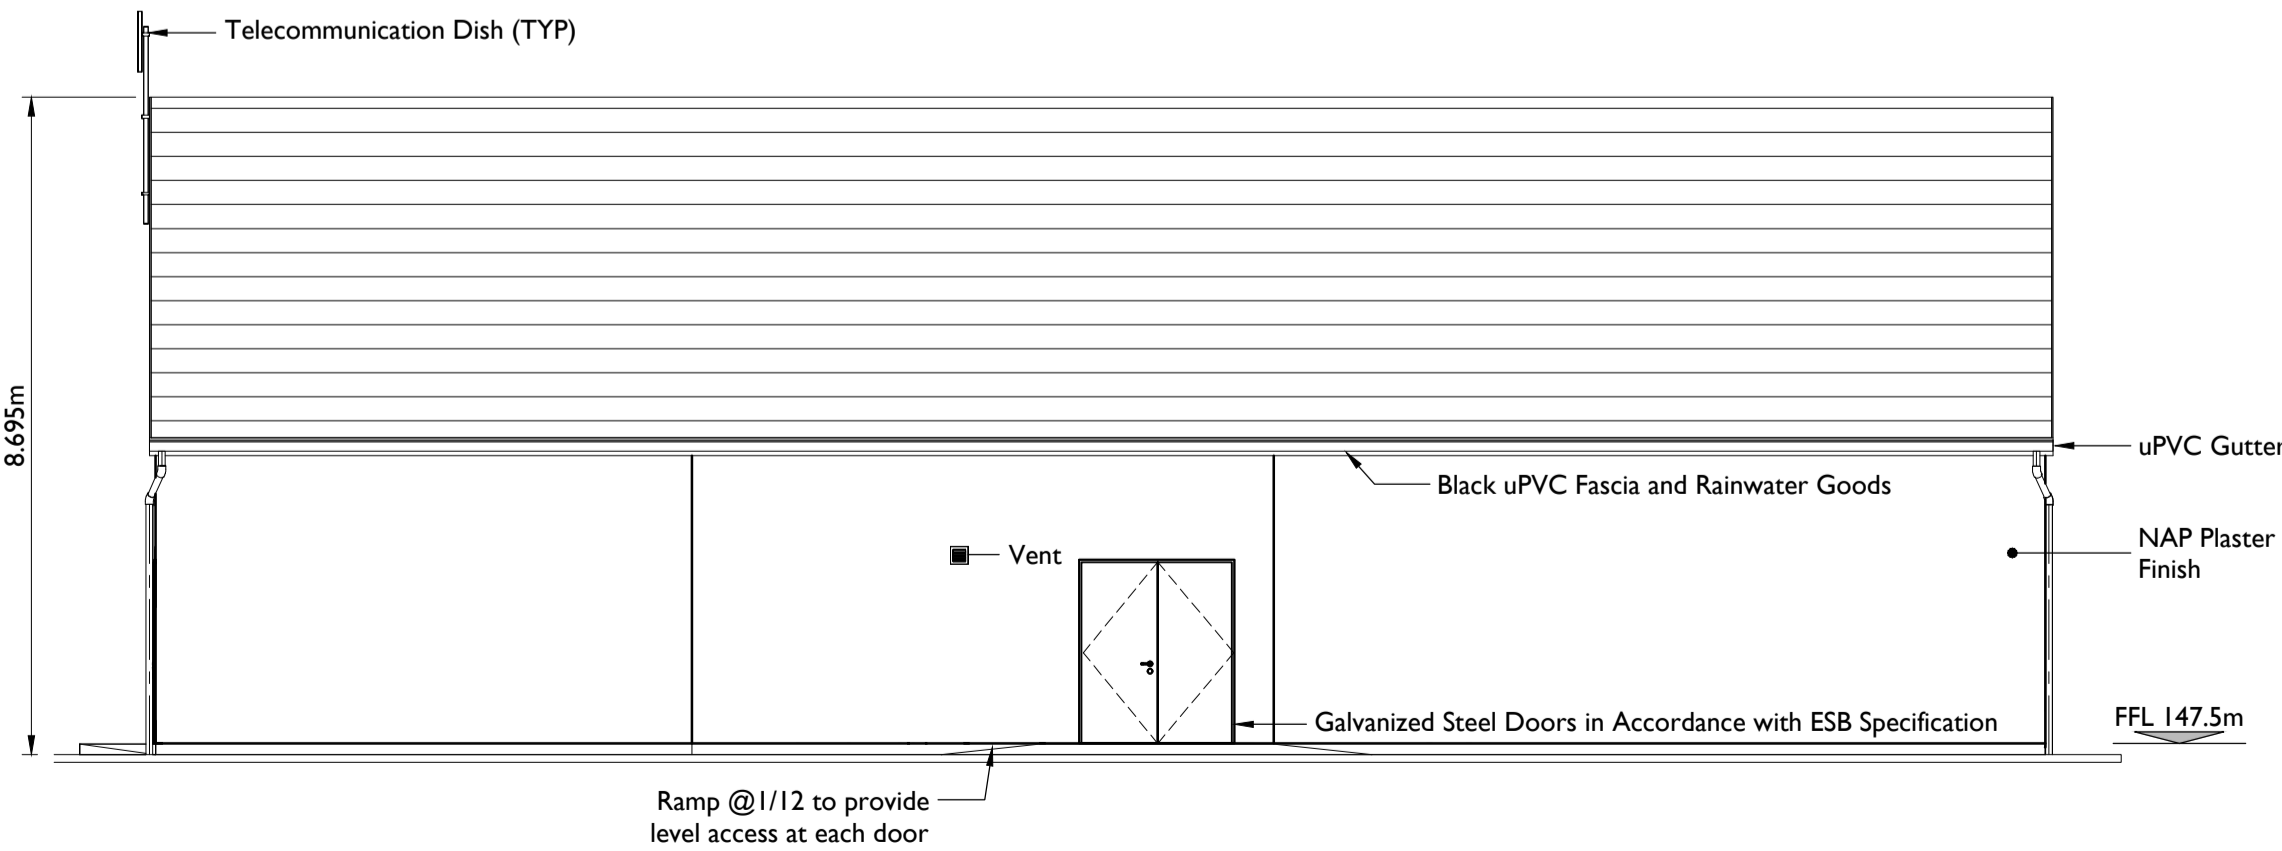 Telecommunication Dish (TYP)
8.695m
uPVC Gutter
Black uPVC Fascia and Rainwater Goods
NAP Plaster
Finish
Vent
Galvanized Steel Doors in Accordance with ESB Specification
FFL 147.5m
Ramp @1/12 to provide
level access at each door